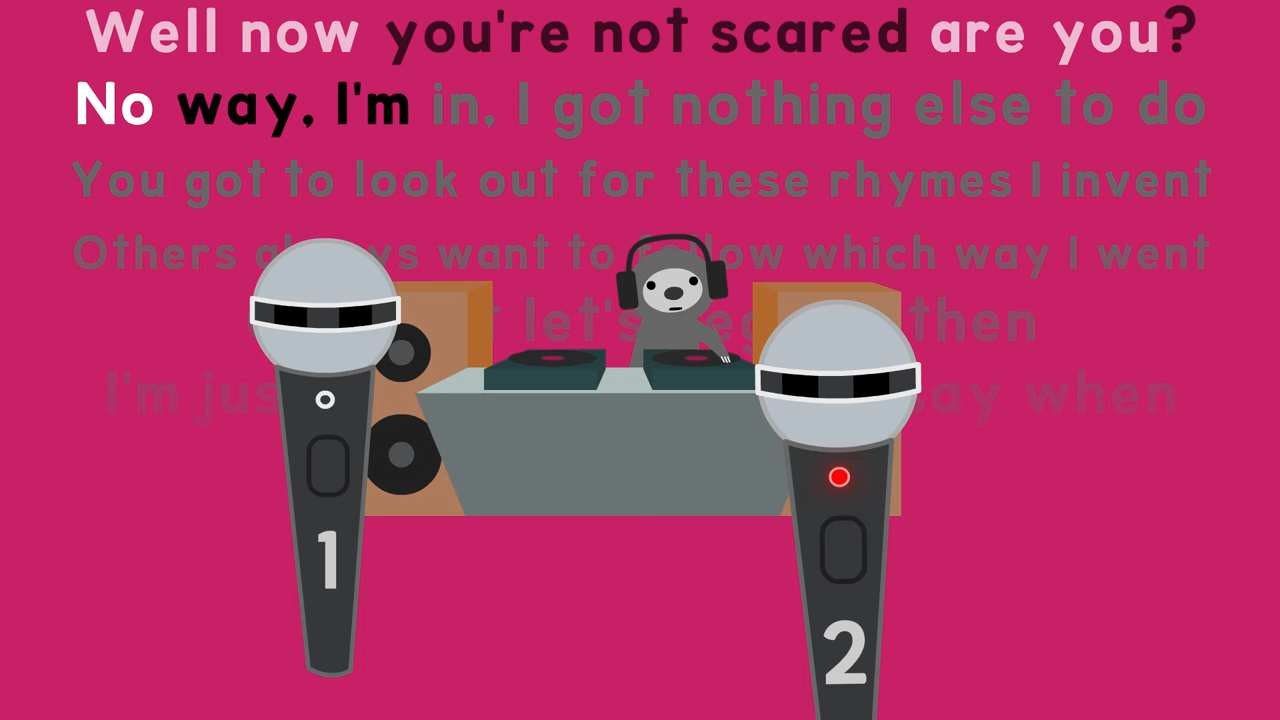 Well now you're not scared are you?
No way, I'm in, I got nothing else to do
You got to look out for these rhymes I invent
Others always want to follow which way I went
let's then
I'm when
1
2